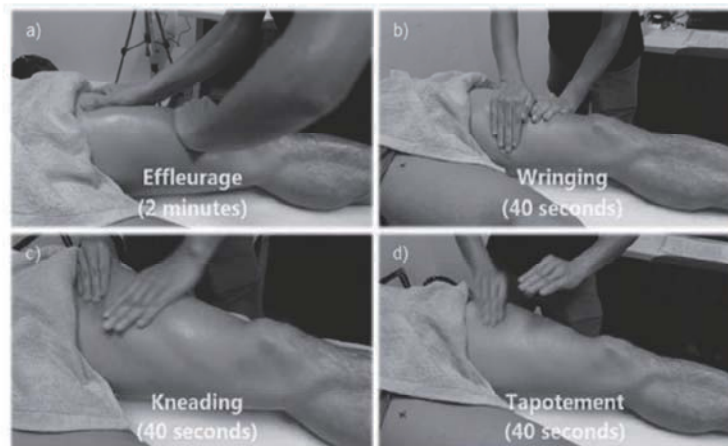 a)
Effleurage
(2 minutes)
b)
Wringing
(40 seconds)
c)
Kneading
(40 seconds)
d)
Tapotement
(40 seconds)